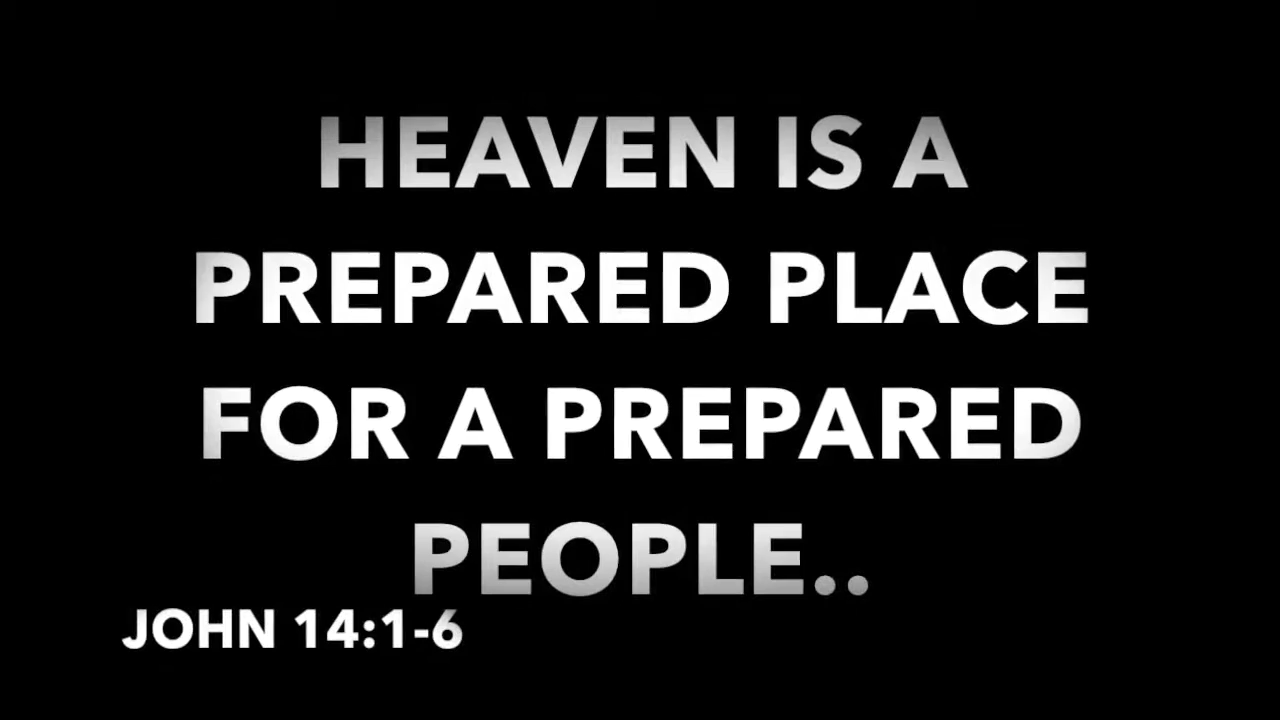 HEAVEN IS A
PREPARED PLACE
FOR A PREPARED
PEOPLE..
JOHN 14:1-6